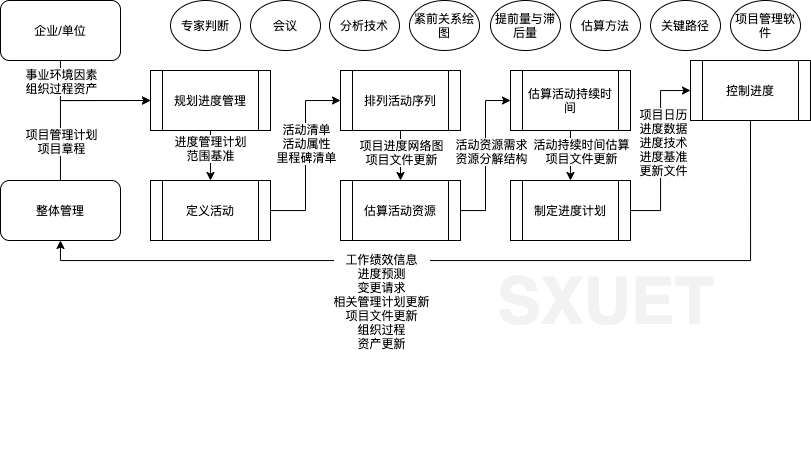 企业/单位
专家判断
会议
分析技术
紧前关系绘
图
提前量与滞
后量
估算方法
关键路径
项目管理软
件
事业环境因素
组织过程资产
规划进度管理
排列活动序列
估算活动持续时
间
控制进度
项目管理计划
项目章程
进度管理计划
范围基准
活动清单
活动属性
里程碑清单
项目进度网络图
项目文件更新
活动资源需求
资源分解结构
活动持续时间估算
项目文件更新
项目日历
进度数据
进度技术
进度基准
更新文件
整体管理
定义活动
估算活动资源
制定进度计划
工作绩效信息
进度预测
变更请求
相关管理计划更新
项目文件更新
组织过程
资产更新
SXUET